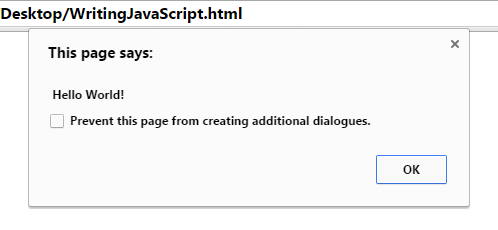 Desktop/WritingJavaScript.html
This page says:
Hello World!
Prevent this page from creating additional dialogues.
OK